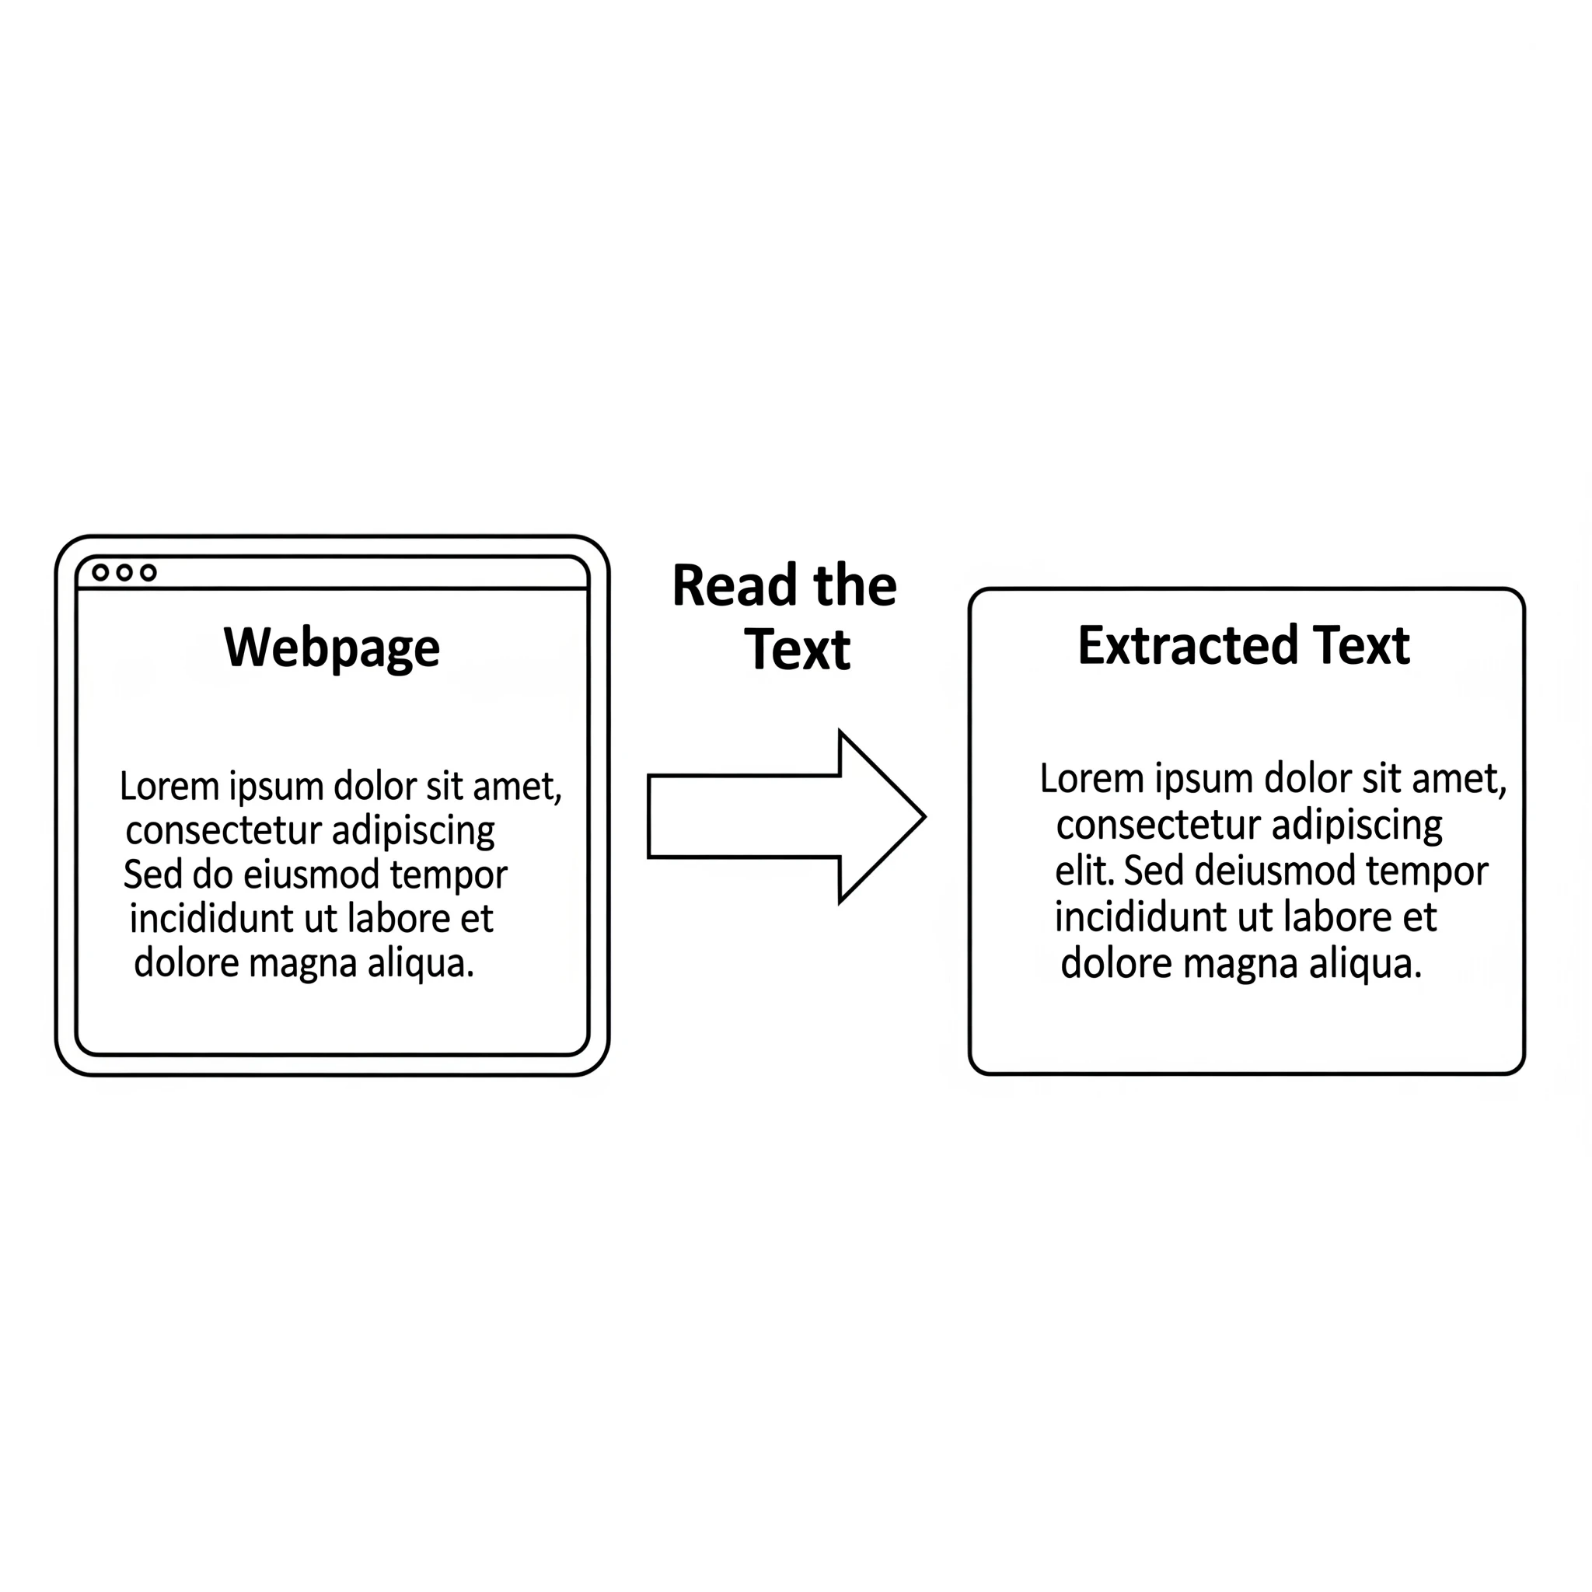 Webpage
Lorem ipsum dolor sit amet,
consectetur adipiscing
Sed do eiusmod tempor
incididunt ut labore et
dolore magna aliqua.
Read the
Text
Extracted Text
Lorem ipsum dolor sit amet,
consectetur adipiscing
elit. Sed deiusmod tempor
incididunt ut labore et
dolore magna aliqua.